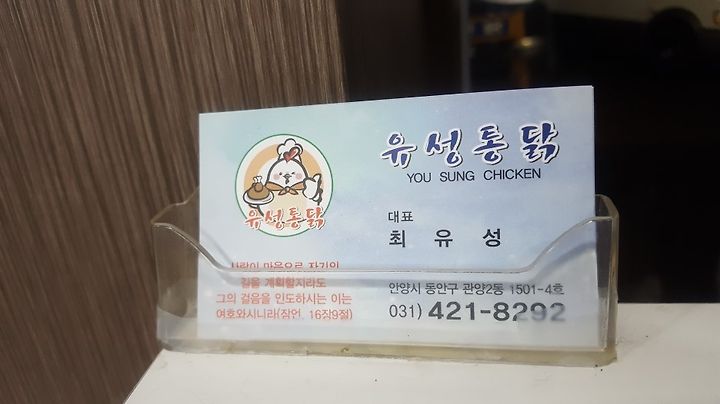 유성통닭
유성통닭
YOU SUNG CHICKEN
대표
최 유 성
사람이 마음으로 자기의
길을 계획할지라도
그의 걸음을 인도하시는 이는
여호와시니라(잠언 16장9절)
안양시 동안구 관양2동 1501-4호
031) 421-8292